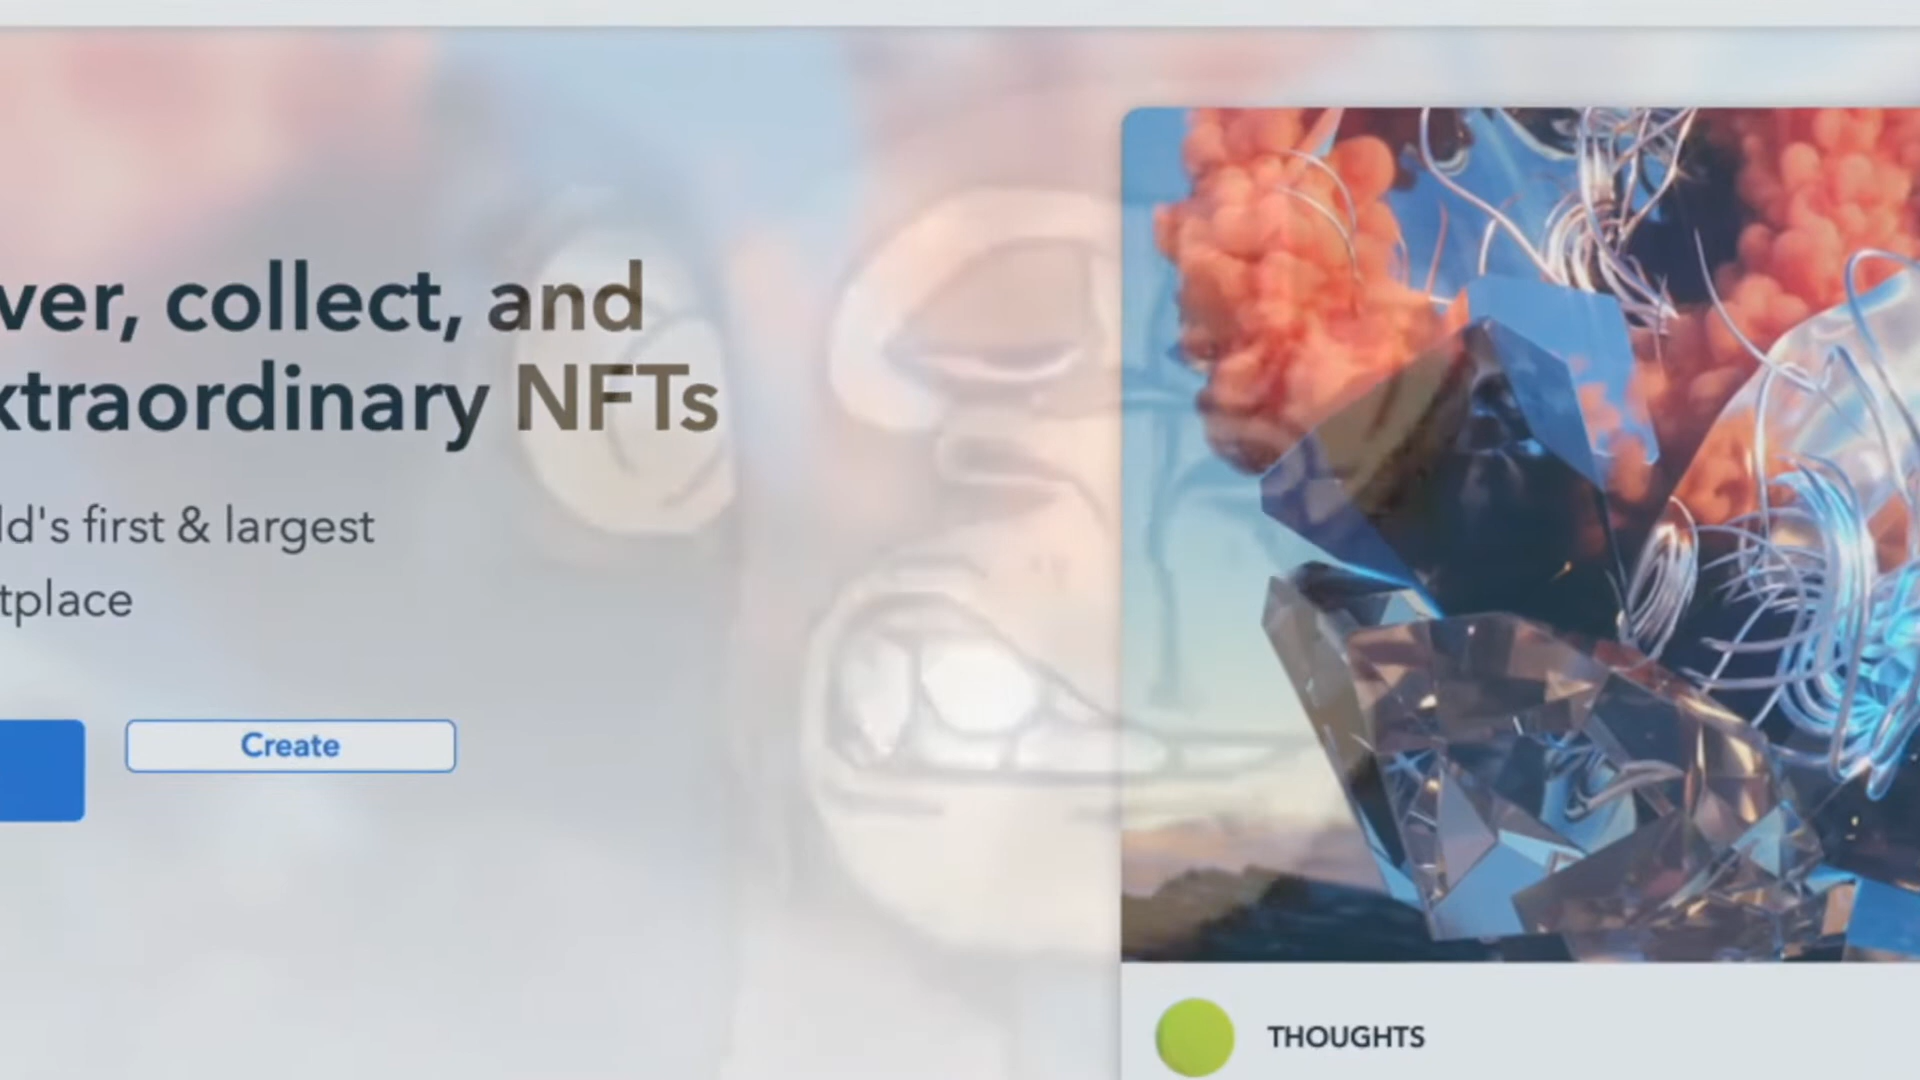 ver, collect, and
xtraordinary NFTs
ld's first & largest
tplace
Create
THOUGHTS